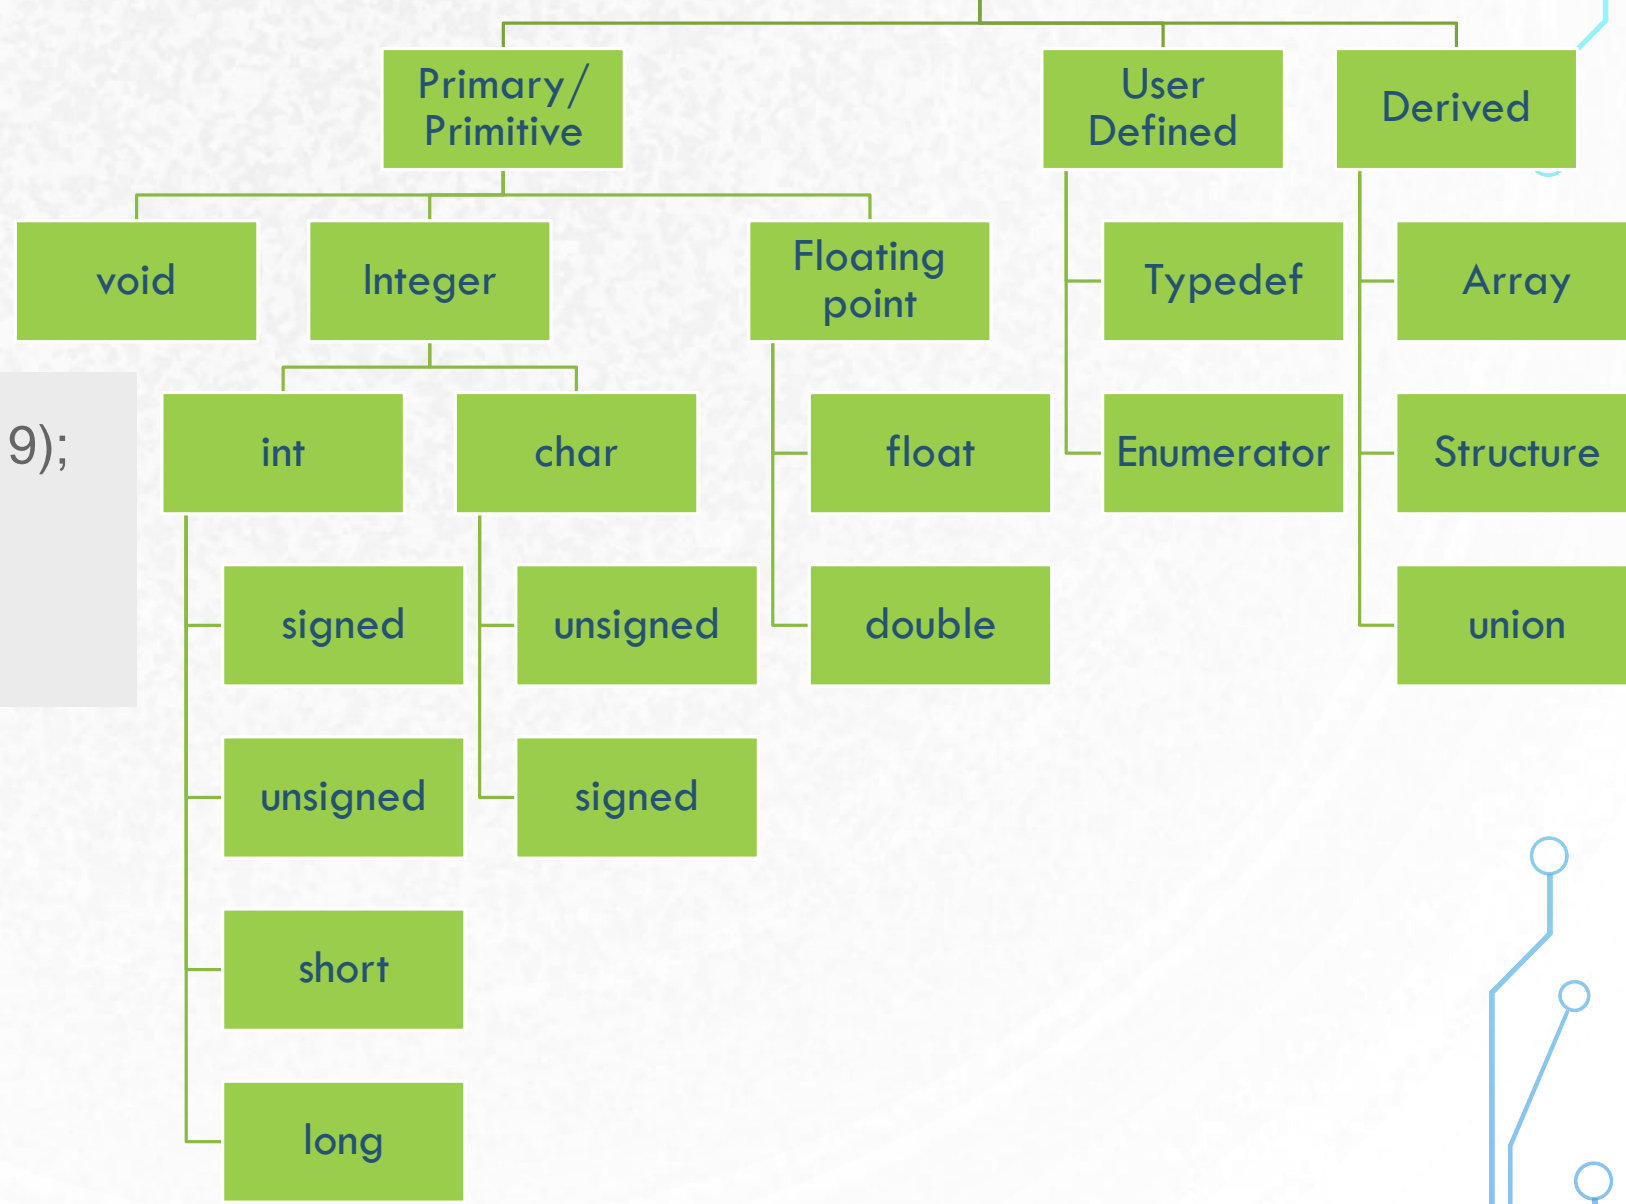 Primary/
Primitive
User
Defined
Derived
void
Integer
Floating
point
Typedef
Array
9);
int
char
float
Enumerator
Structure
signed
unsigned
double
union
unsigned
signed
short
long